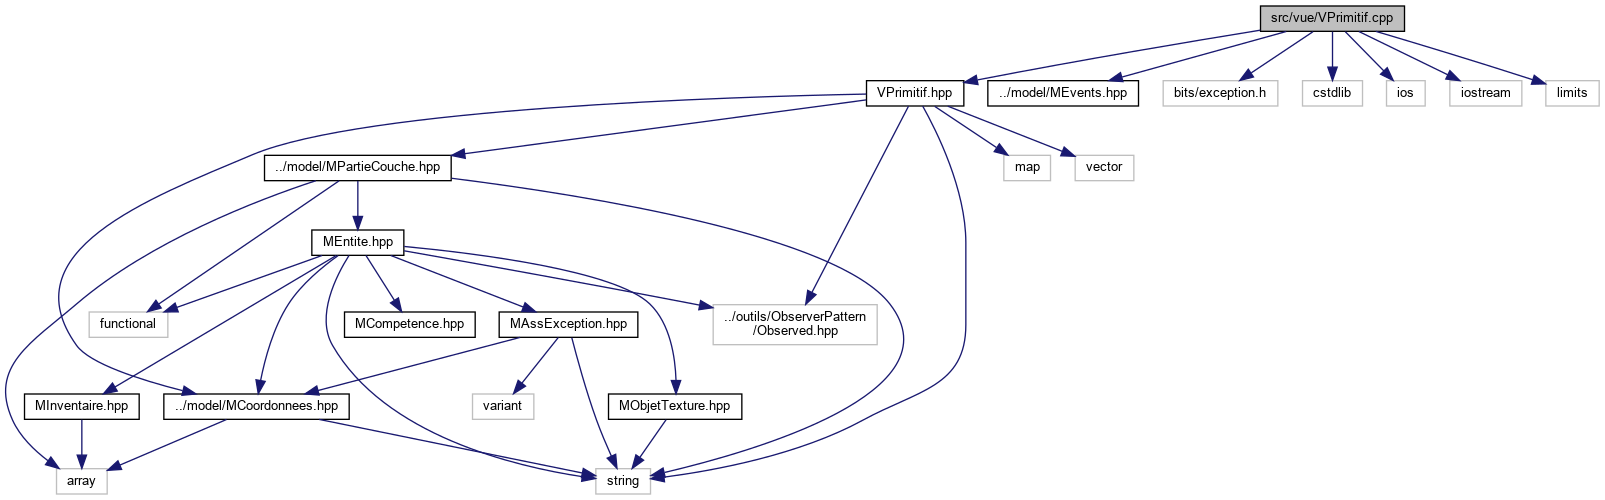 src/vue/VPrimitif.cpp
VPrimitif.hpp
../model/MEvents.hpp
bits/exception.h
cstdlib
ios
iostream
limits
../model/MPartieCouche.hpp
map
vector
MEntite.hpp
functional
MCompetence.hpp
MAssException.hpp
../outils/ObserverPattern
/Observed.hpp
MInventaire.hpp
../model/MCoordonnees.hpp
variant
MObjetTexture.hpp
array
string